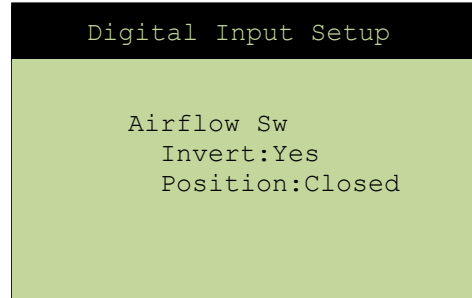 Digital Input Setup
Airflow Sw
Invert:Yes
Position:Closed